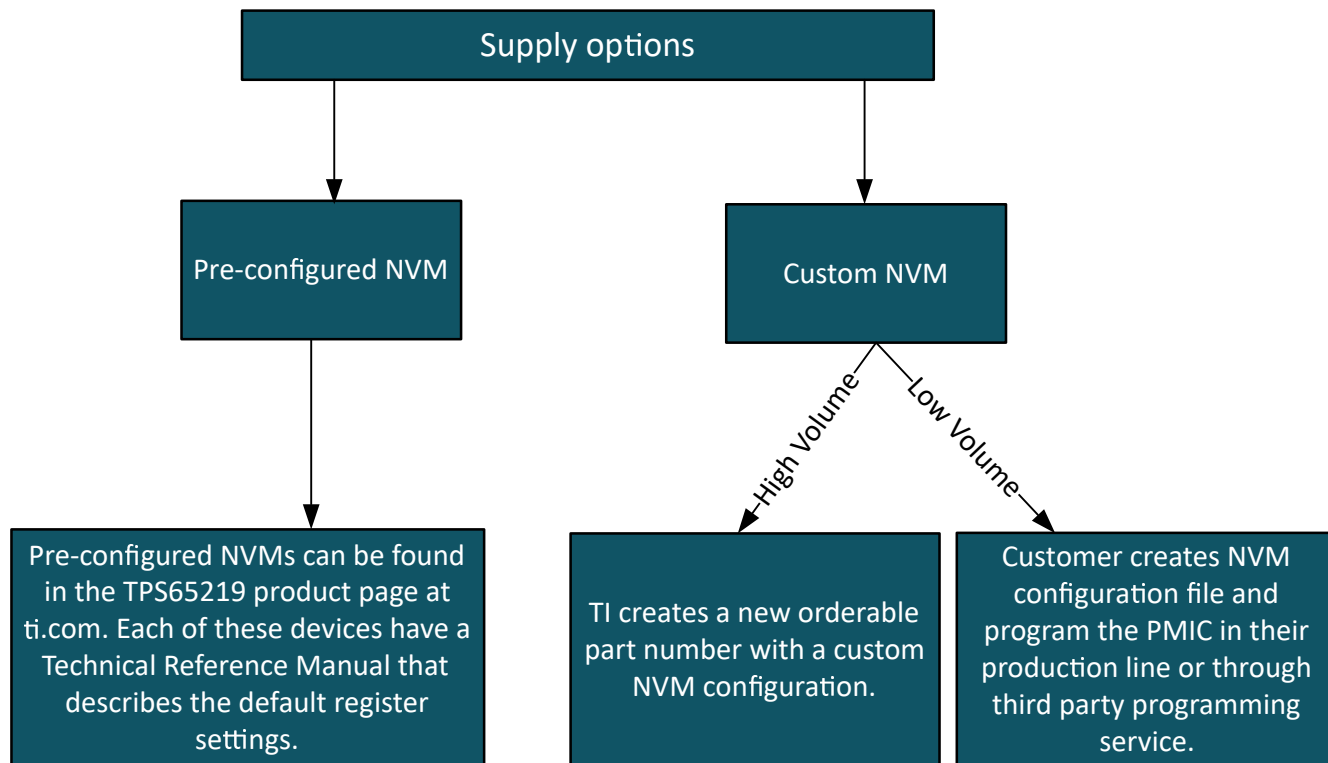 Supply options
Pre-configured NVM
Custom NVM
High Volume
Low Volume
Pre-configured NVMs can be found
in the TPS65219 product page at
ti.com. Each of these devices have a
Technical Reference Manual that
describes the default register
settings.
TI creates a new orderable
part number with a custom
NVM configuration.
Customer creates NVM
configuration file and
program the PMIC in their
production line or through
third party programming
service.